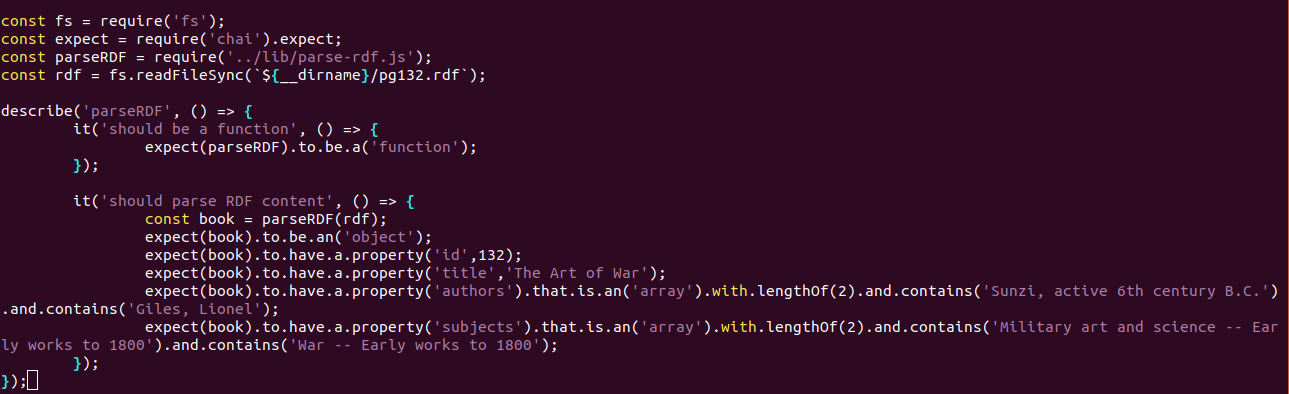 const fs = require('fs');
const expect = require('chai').expect;
const parseRDF = require('../lib/parse-rdf.js');
const rdf = fs.readFileSync(`${__dirname}/pg132.rdf`);

describe('parseRDF', () => {
        it('should be a function', () => {
                expect(parseRDF).to.be.a('function');
        });

        it('should parse RDF content', () => {
                const book = parseRDF(rdf);
                expect(book).to.be.an('object');
                expect(book).to.have.a.property('id',132);
                expect(book).to.have.a.property('title','The Art of War');
                expect(book).to.have.a.property('authors').that.is.an('array').with.lengthOf(2).and.contains('Sunzi, active 6th century B.C.')
.and.contains('Giles, Lionel');
                expect(book).to.have.a.property('subjects').that.is.an('array').with.lengthOf(2).and.contains('Military art and science -- Ear
ly works to 1800').and.contains('War -- Early works to 1800');
        });
});